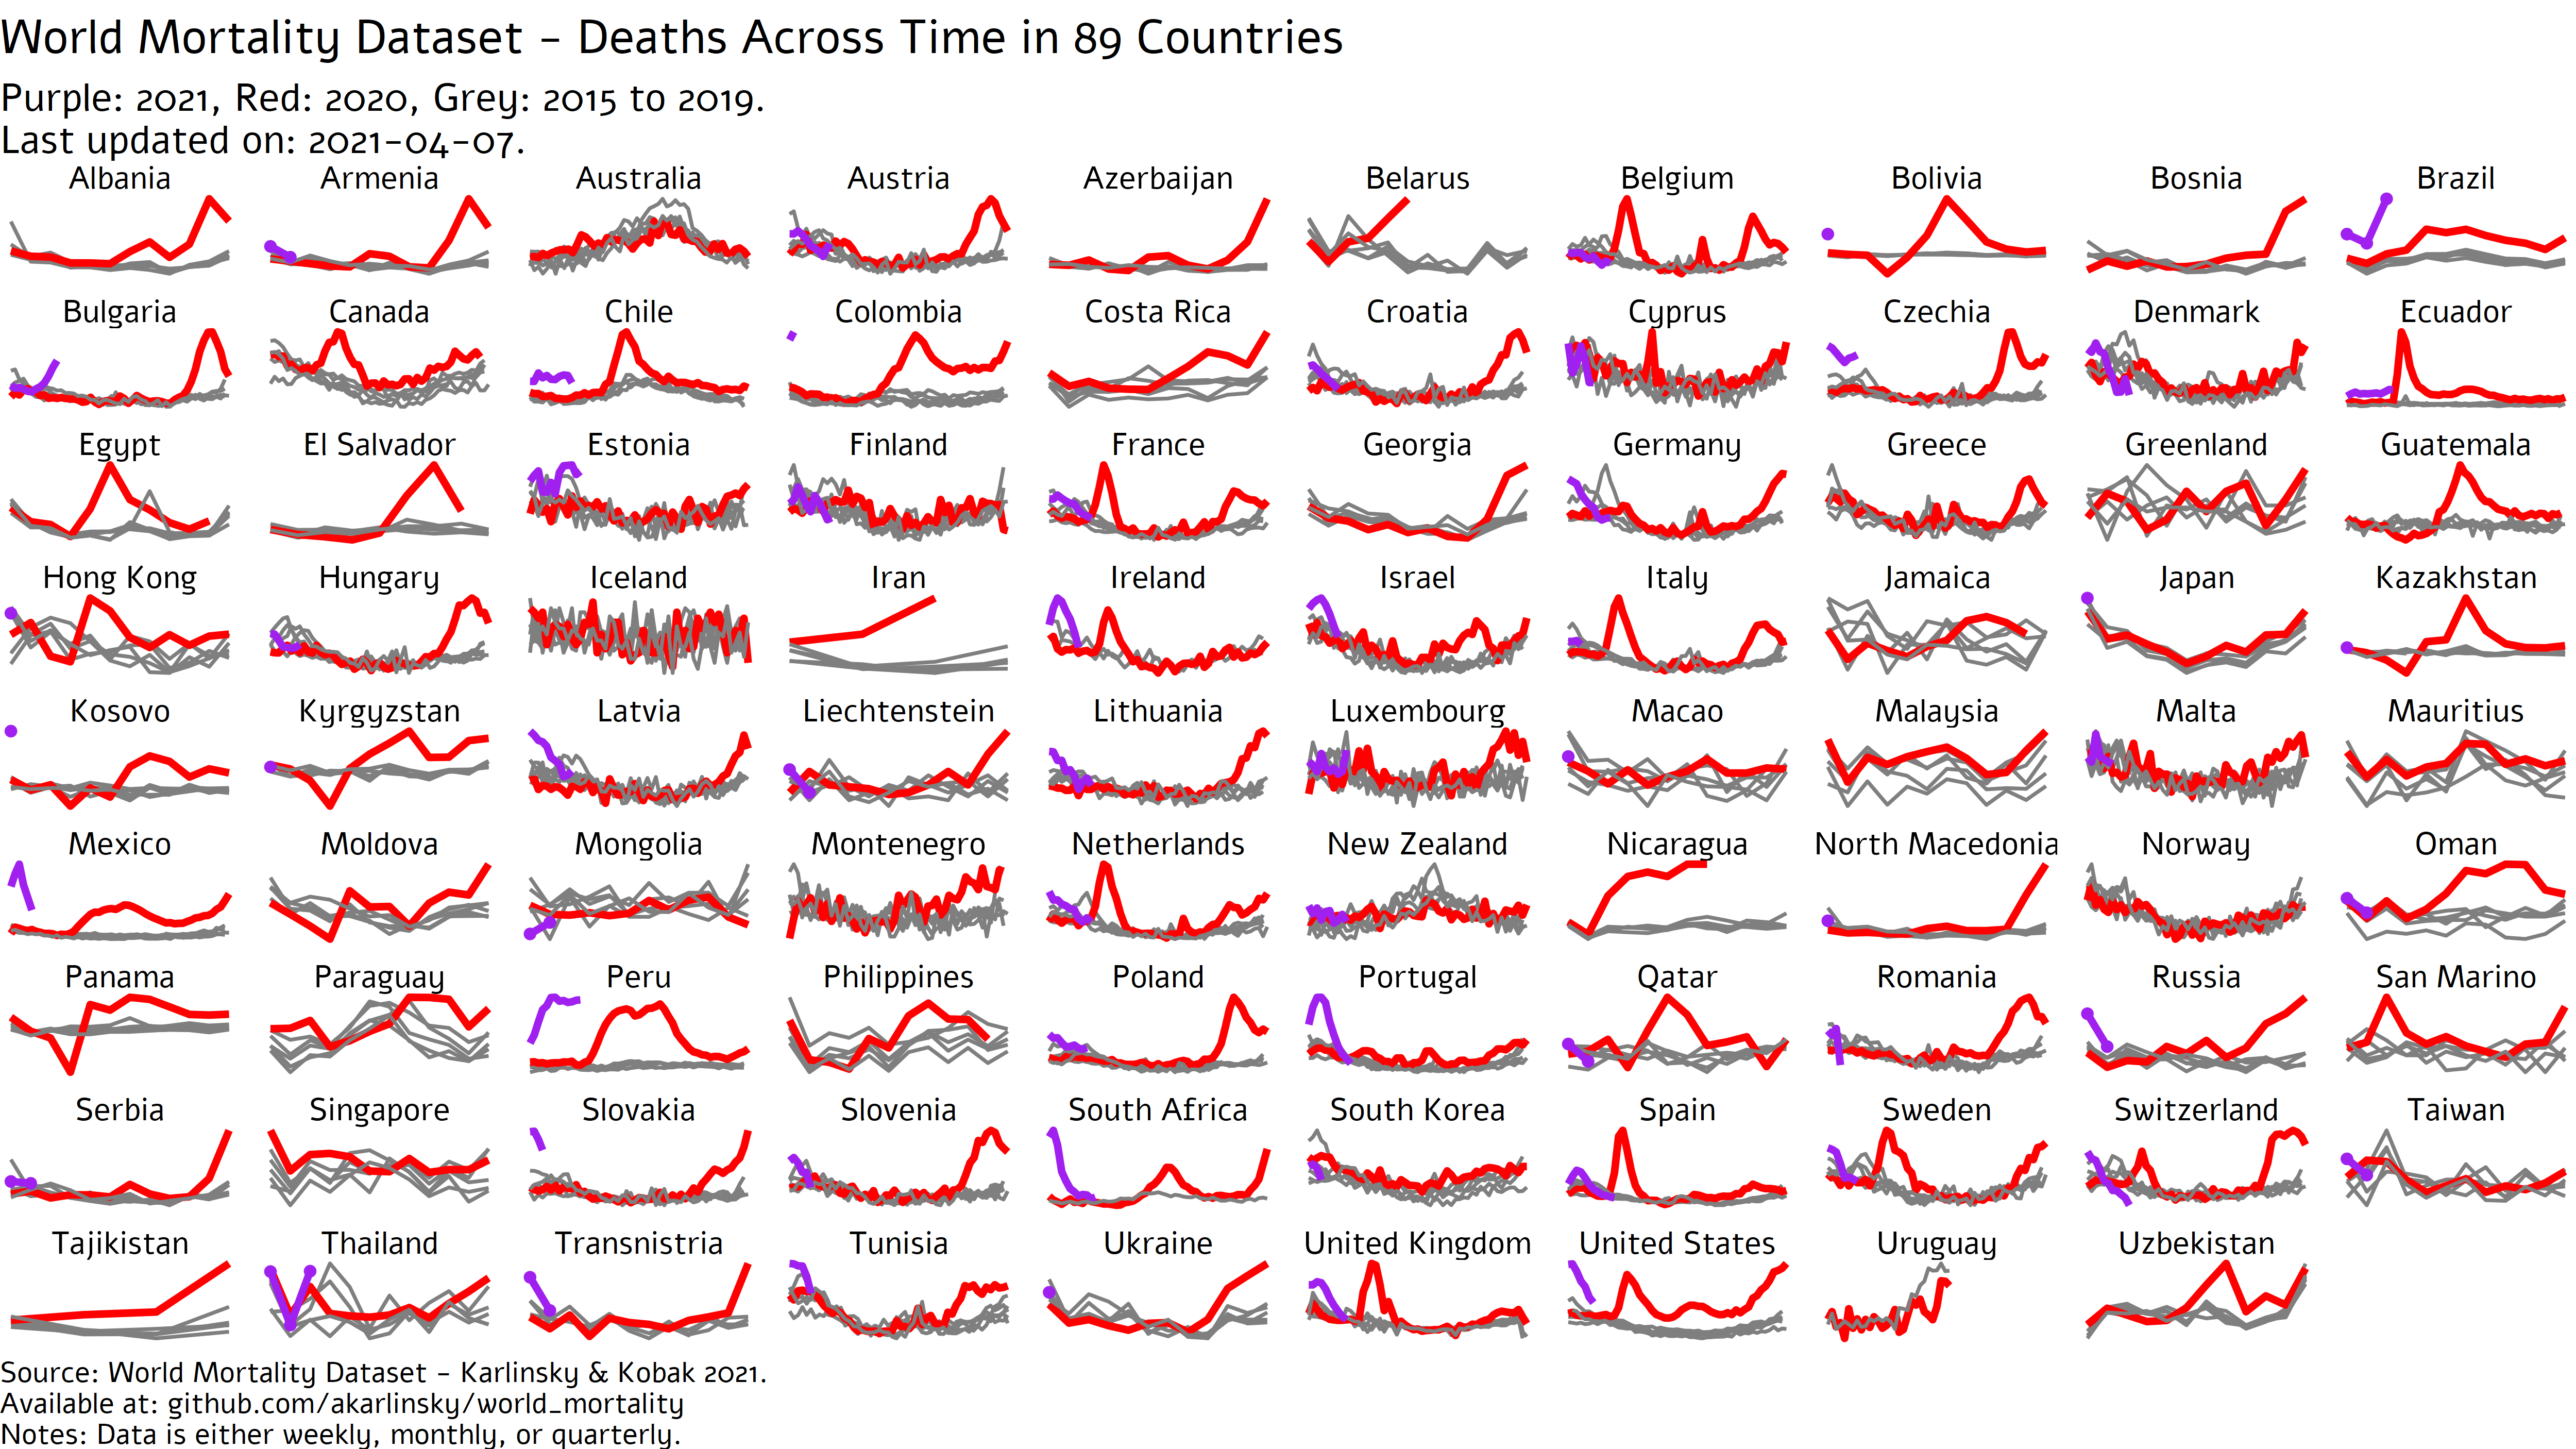 World Mortality Dataset - Deaths Across Time in 89 Countries
Purple: 2021, Red: 2020, Grey: 2015 to 2019.
Last updated on: 2021-04-07.
Albania Armenia Australia Austria Azerbaijan Belarus Belgium Bolivia Bosnia Brazil
Bulgaria Canada Chile Colombia Costa Rica Croatia Cyprus Czechia Denmark Ecuador
Egypt El Salvador Estonia Finland France Georgia Germany Greece Greenland Guatemala
Hong Kong Hungary Iceland Iran Ireland Israel Italy Jamaica Japan Kazakhstan
Kosovo Kyrgyzstan Latvia Liechtenstein Lithuania Luxembourg Macao Malaysia Malta Mauritius
Mexico Moldova Mongolia Montenegro Netherlands New Zealand Nicaragua North Macedonia Norway Oman
Panama Paraguay Peru Philippines Poland Portugal Qatar Romania Russia San Marino
Serbia Singapore Slovakia Slovenia South Africa South Korea Spain Sweden Switzerland Taiwan
Tajikistan Thailand Transnistria Tunisia Ukraine United Kingdom United States Uruguay Uzbekistan
Source: World Mortality Dataset - Karlinsky & Kobak 2021.
Available at: github.com/akarlinsky/world_mortality
Notes: Data is either weekly, monthly, or quarterly.